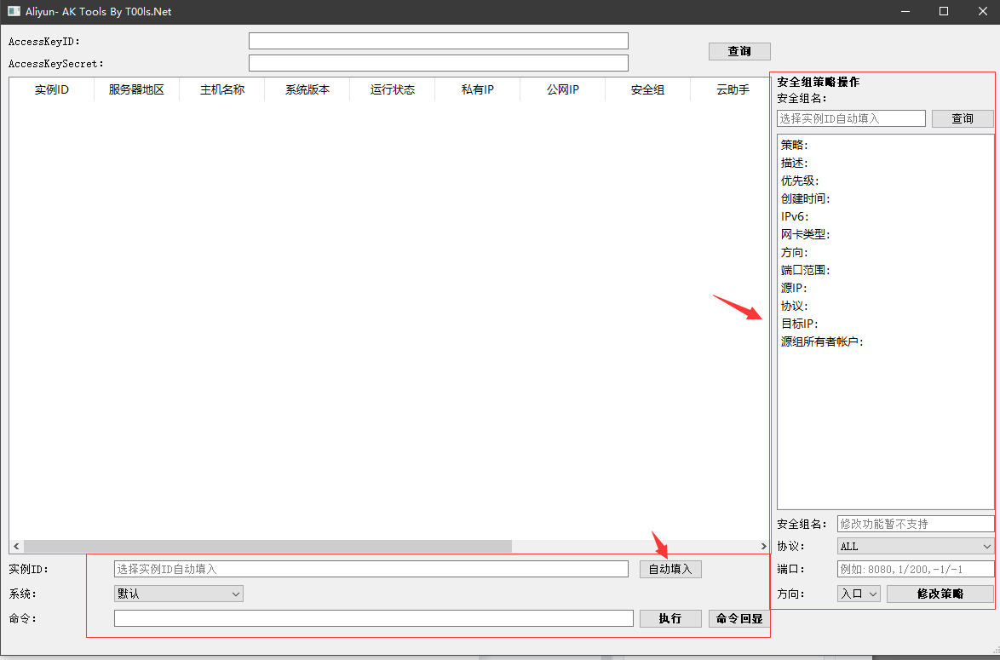 Aliyun- AK Tools By T00ls.Net
AccessKeyID:
AccessKeySecret:
查询
实例ID 服务器地区 主机名称 系统版本 运行状态 私有IP 公网IP 安全组 云助手
安全组策略操作
安全组名:
选择实例ID自动填入 查询
策略:
描述:
优先级:
创建时间:
IPv6:
网卡类型:
方向:
端口范围:
源IP:
协议:
目标IP:
源组所有者帐户:
安全组名: 修改功能暂不支持
协议: ALL
端口: 例如:8080,1/200,-1/-1
方向: 入口 修改策略
实例ID: 选择实例ID自动填入 自动填入
系统: 默认
命令: 执行 命令回显